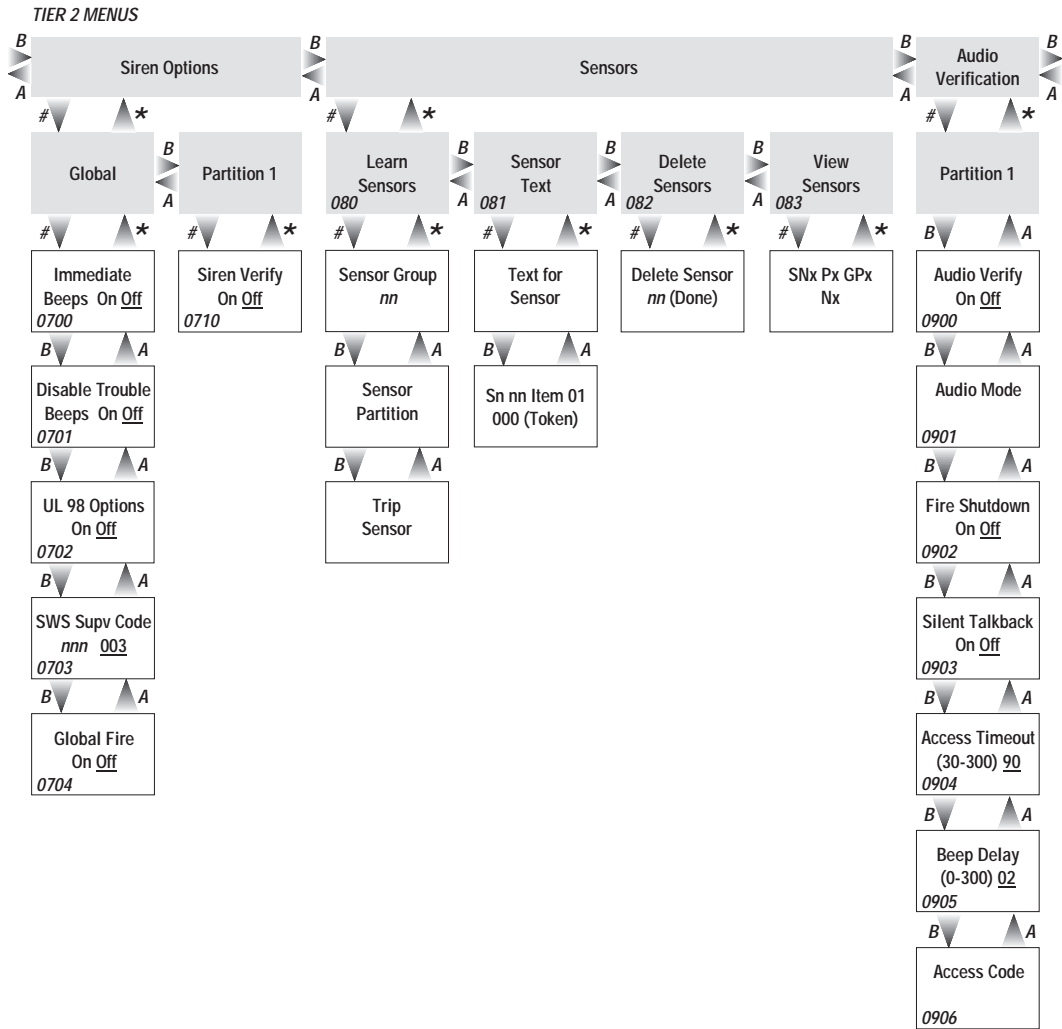 TIER 2 MENUS
B
A
Siren Options
B
A
Sensors
B
A
Audio
Verification
B
A
#
*
#
*
#
*
Global
B
A
Partition 1
Learn
Sensors
080
B
A
Sensor
Text
081
B
A
Delete
Sensors
082
B
A
View
Sensors
083
Partition 1
#
*
#
*
#
*
#
*
#
*
#
*
B
A
Immediate
Beeps On Off
0700
B
A
Disable Trouble
Beeps On Off
0701
B
A
UL 98 Options
On Off
0702
B
A
SWS Supv Code
nnn 003
0703
B
A
Global Fire
On Off
0704
Siren Verify
On Off
0710
Sensor Group
nn
B
A
Sensor
Partition
B
A
Trip
Sensor
Text for
Sensor
B
A
Sn nn Item 01
000 (Token)
Delete Sensor
nn (Done)
SNx Px GPx
Nx
Audio Verify
On Off
0900
B
A
Audio Mode
0901
B
A
Fire Shutdown
On Off
0902
B
A
Silent Talkback
On Off
0903
B
A
Access Timeout
(30-300) 90
0904
B
A
Beep Delay
(0-300) 02
0905
B
A
Access Code
0906